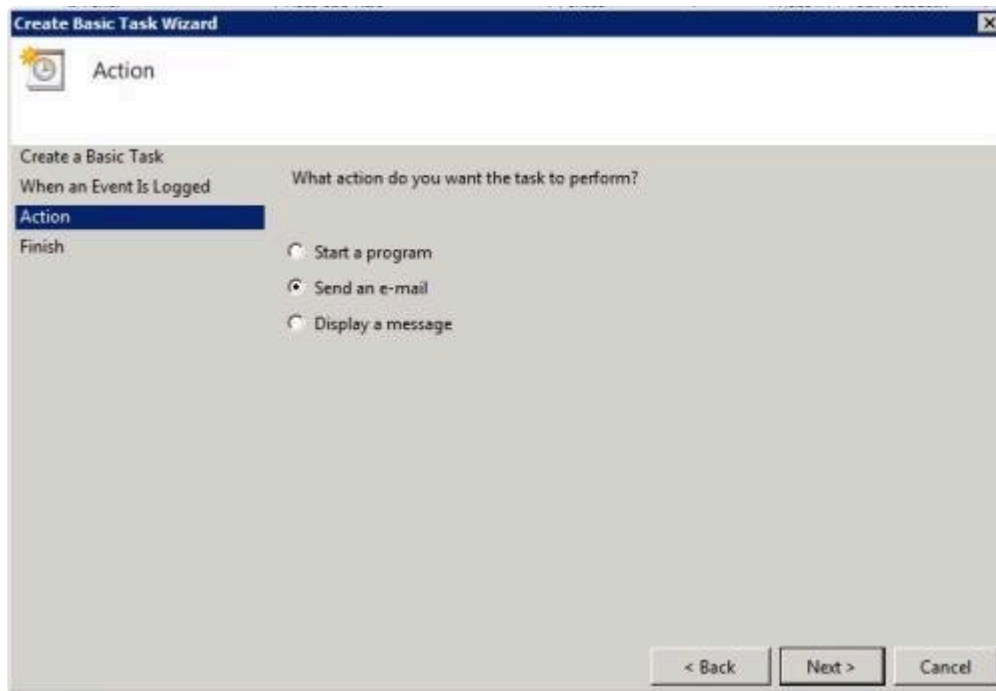 Create Basic Task Wizard
Action
Create a Basic Task
When an Event Is Logged
Action
Finish
What action do you want the task to perform?
Start a program
Send an e-mail
Display a message
< Back
Next >
Cancel